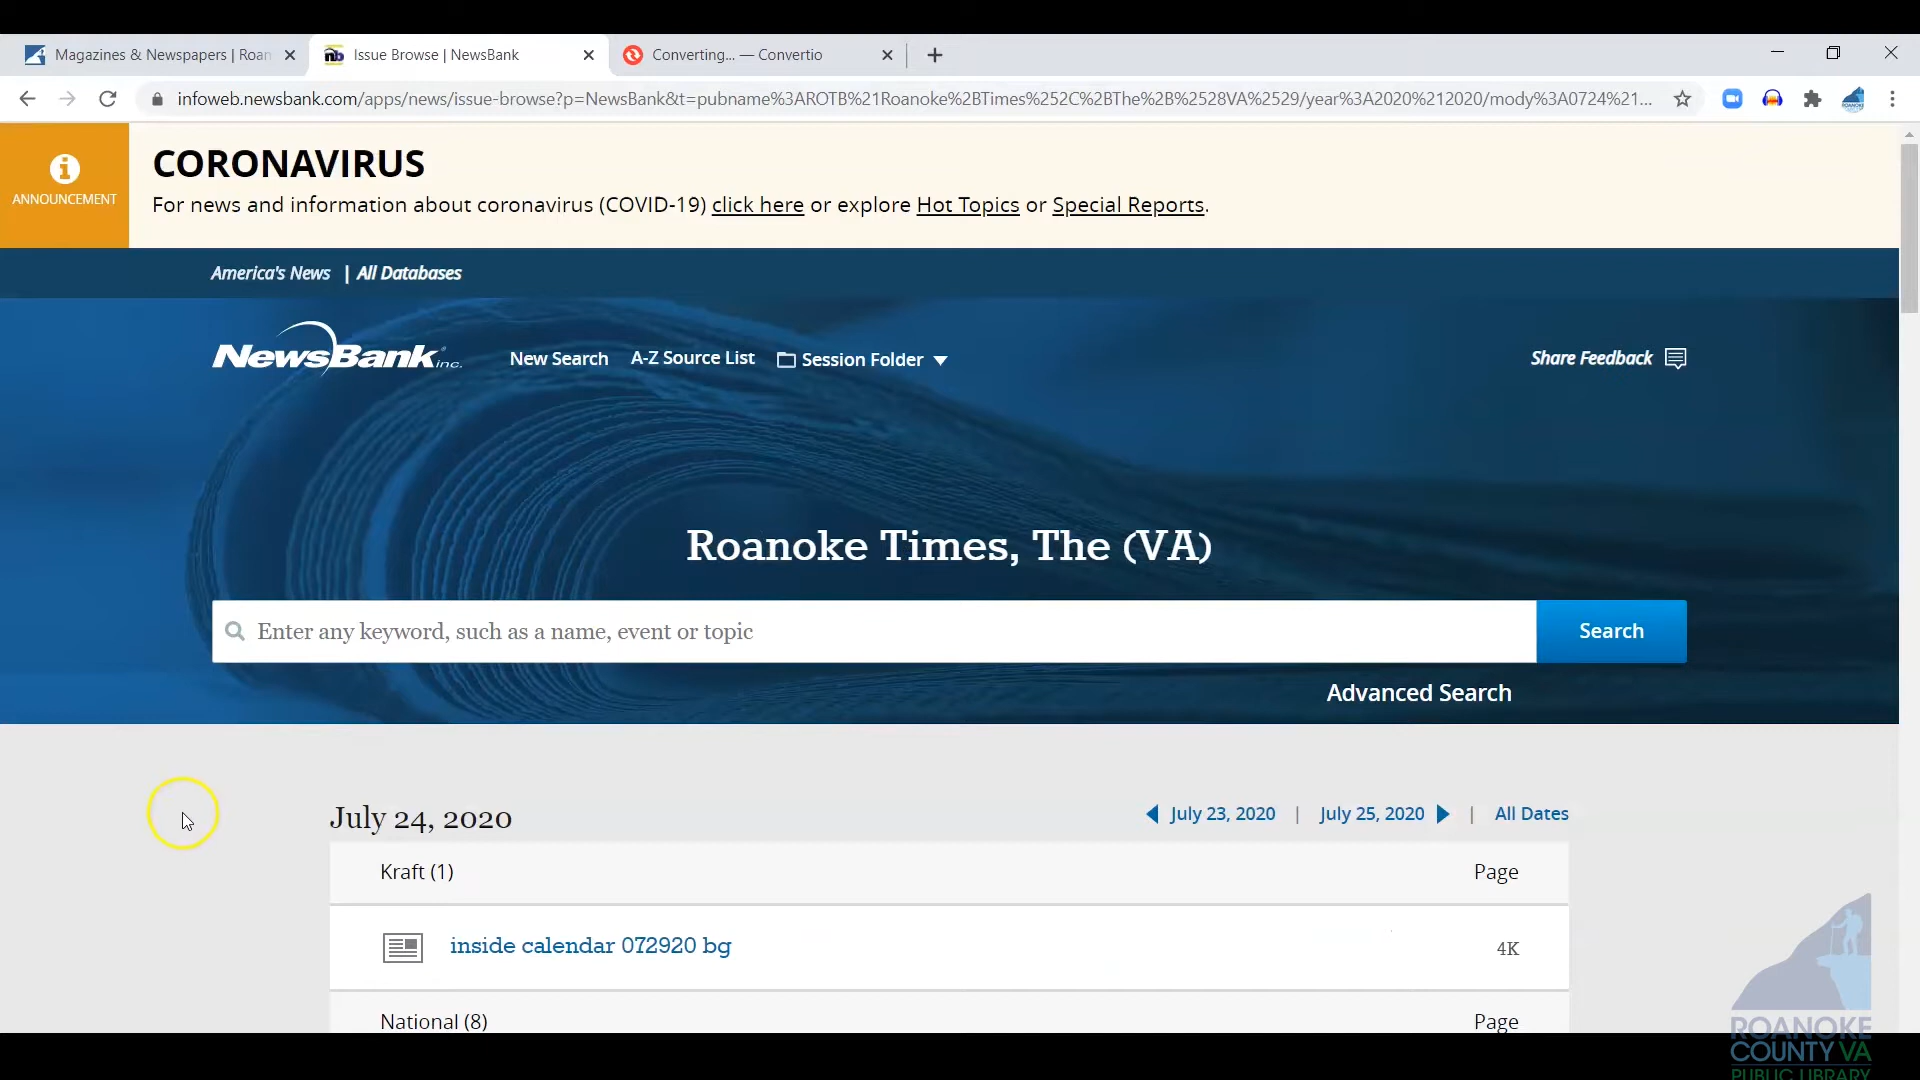 Magazines & Newspapers | Roan
Issue Browse | NewsBank
Converting... — Convertio
infoweb.newsbank.com/apps/news/issue-browse?p=NewsBank&t=pubname%3AROTB%21Roanoke%2BTimes%252C%2BThe%2B%2528VA%2529/year%3A2020%212020/mody%3A0724%21...
ANNOUNCEMENT
CORONAVIRUS
For news and information about coronavirus (COVID-19) click here or explore Hot Topics or Special Reports.
America's News | All Databases
NewsBank inc.
New Search
A-Z Source List
Session Folder
Share Feedback
Roanoke Times, The (VA)
Enter any keyword, such as a name, event or topic
Search
Advanced Search
July 24, 2020
July 23, 2020 | July 25, 2020 | All Dates
Kraft (1)
Page
inside calendar 072920 bg
4K
National (8)
Page
ROANOKE
COUNTY VA
PUBLIC LIBRARY